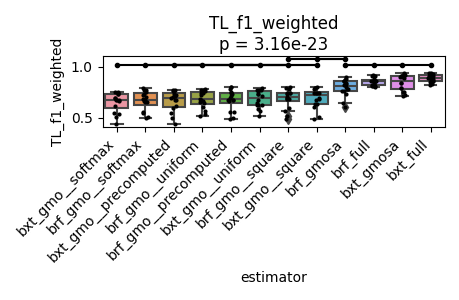 TL_f1_weighted
p = 3.16e-23
TL_f1_weighted
1.0
0.5
bxt_gmo__softmax
brf_gmo__softmax
bxt_gmo__precomputed
brf_gmo__uniform
brf_gmo__precomputed
bxt_gmo__uniform
brf_gmo__square
bxt_gmo__square
brf_gmosa
brf_full
bxt_gmosa
bxt_full
estimator